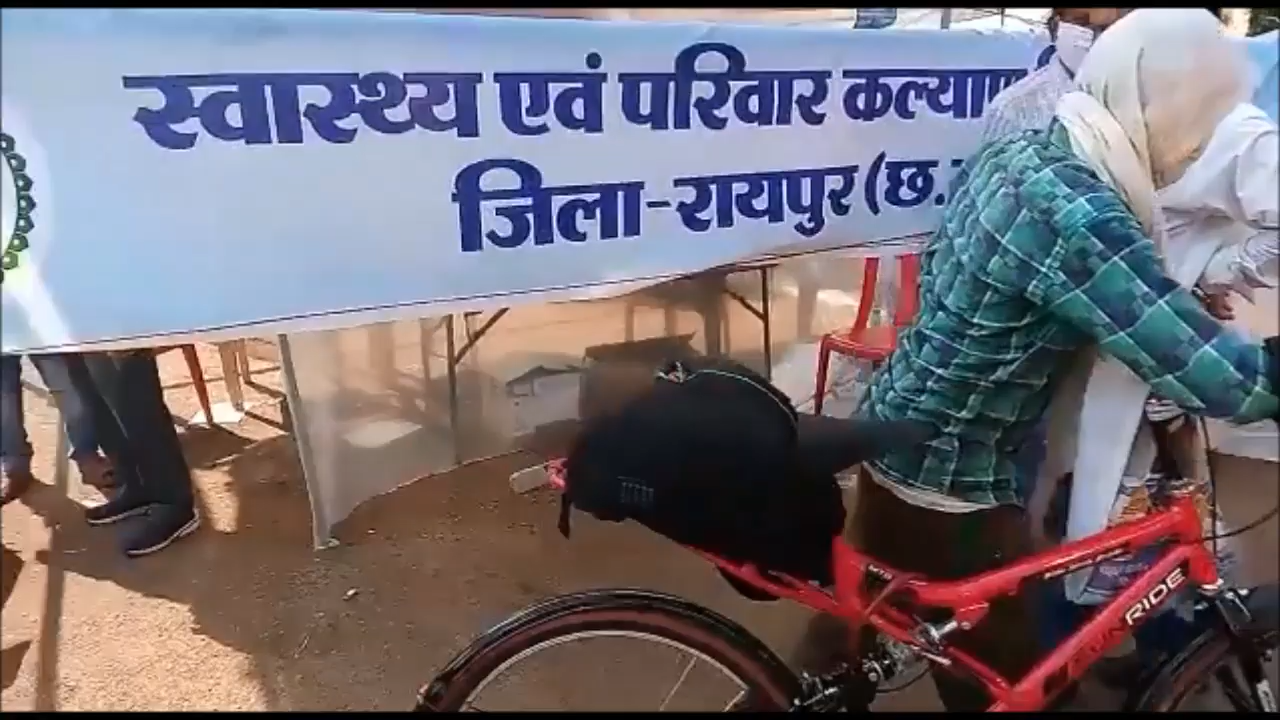 स्वास्थ्य एवं परिवार कल्याण
जिला-रायपुर (छ.
RIDE